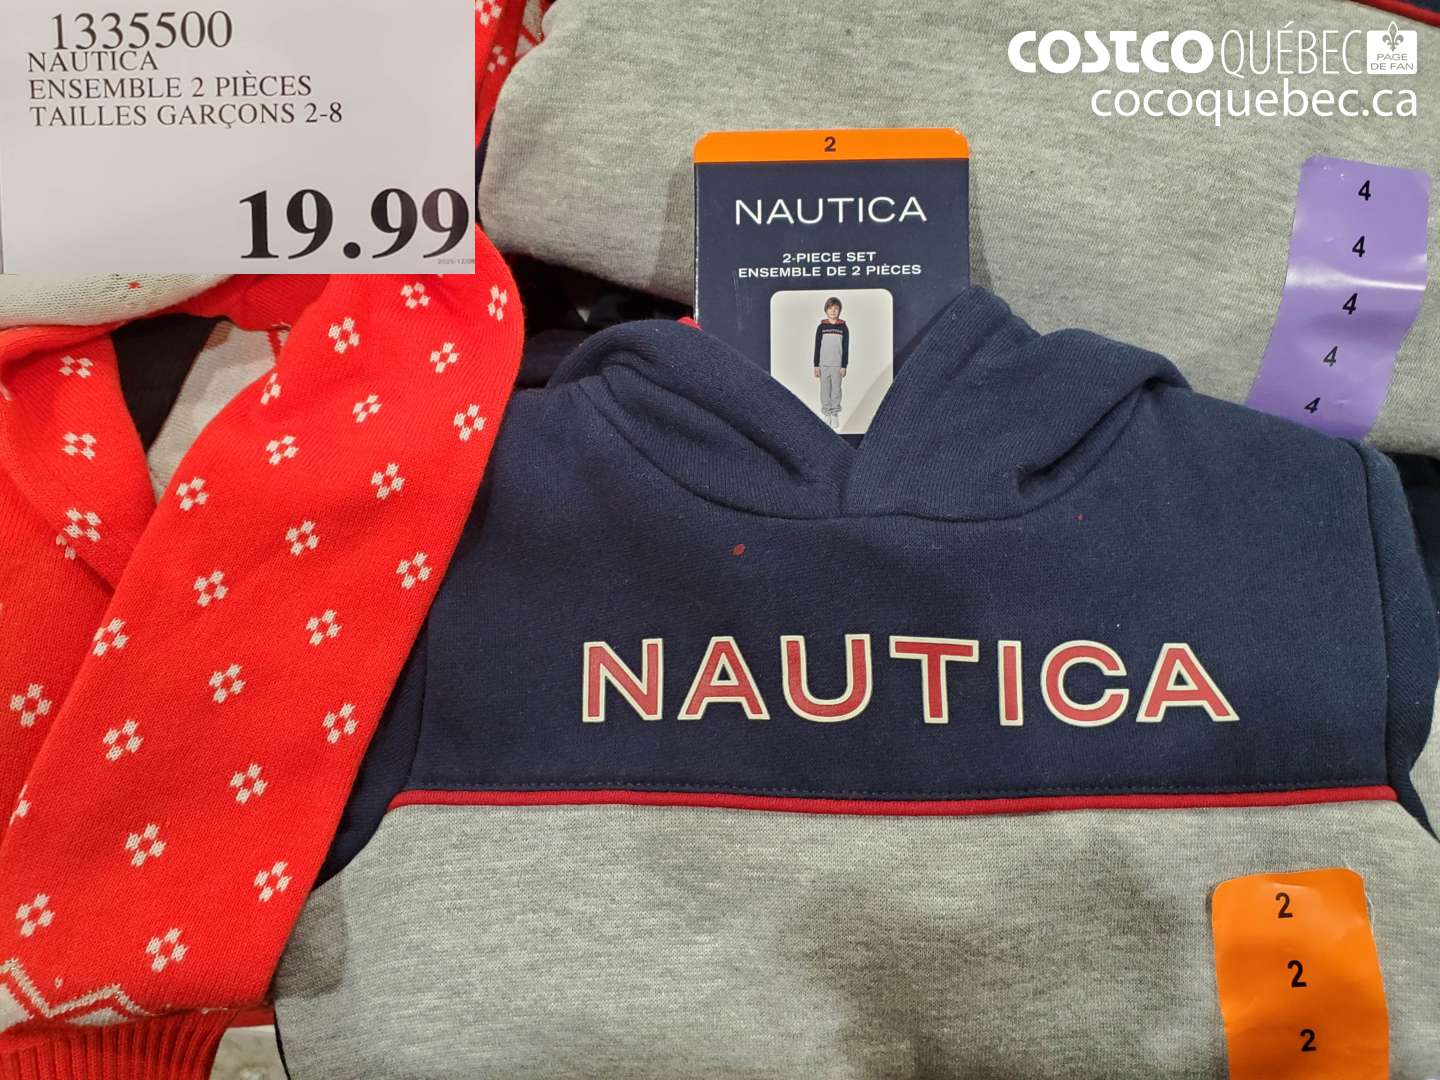 1335500
NAUTICA
ENSEMBLE 2 PIÈCES
TAILLES GARÇONS 2-8
19.99
COSTCO QUÉBEC PAGE DE FAN
cocoquebec.ca
2
NAUTICA
2-PIECE SET
ENSEMBLE DE 2 PIÈCES
NAUTICA
4
4
4
4
4
NAUTICA
2
2
2